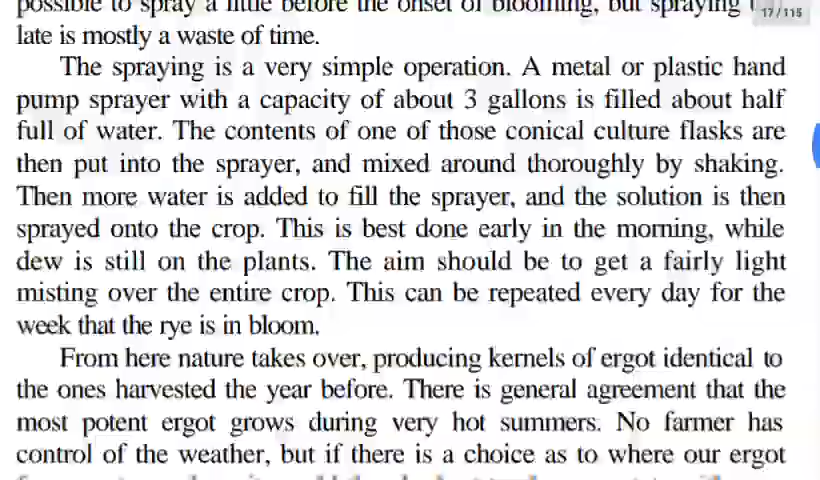 possible to spray a little before the onset of blooming, but spraying
17/115
late is mostly a waste of time.
The spraying is a very simple operation. A metal or plastic hand
pump sprayer with a capacity of about 3 gallons is filled about half
full of water. The contents of one of those conical culture flasks are
then put into the sprayer, and mixed around thoroughly by shaking.
Then more water is added to fill the sprayer, and the solution is then
sprayed onto the crop. This is best done early in the morning, while
dew is still on the plants. The aim should be to get a fairly light
misting over the entire crop. This can be repeated every day for the
week that the rye is in bloom.
From here nature takes over, producing kernels of ergot identical to
the ones harvested the year before. There is general agreement that the
most potent ergot grows during very hot summers. No farmer has
control of the weather, but if there is a choice as to where our ergot